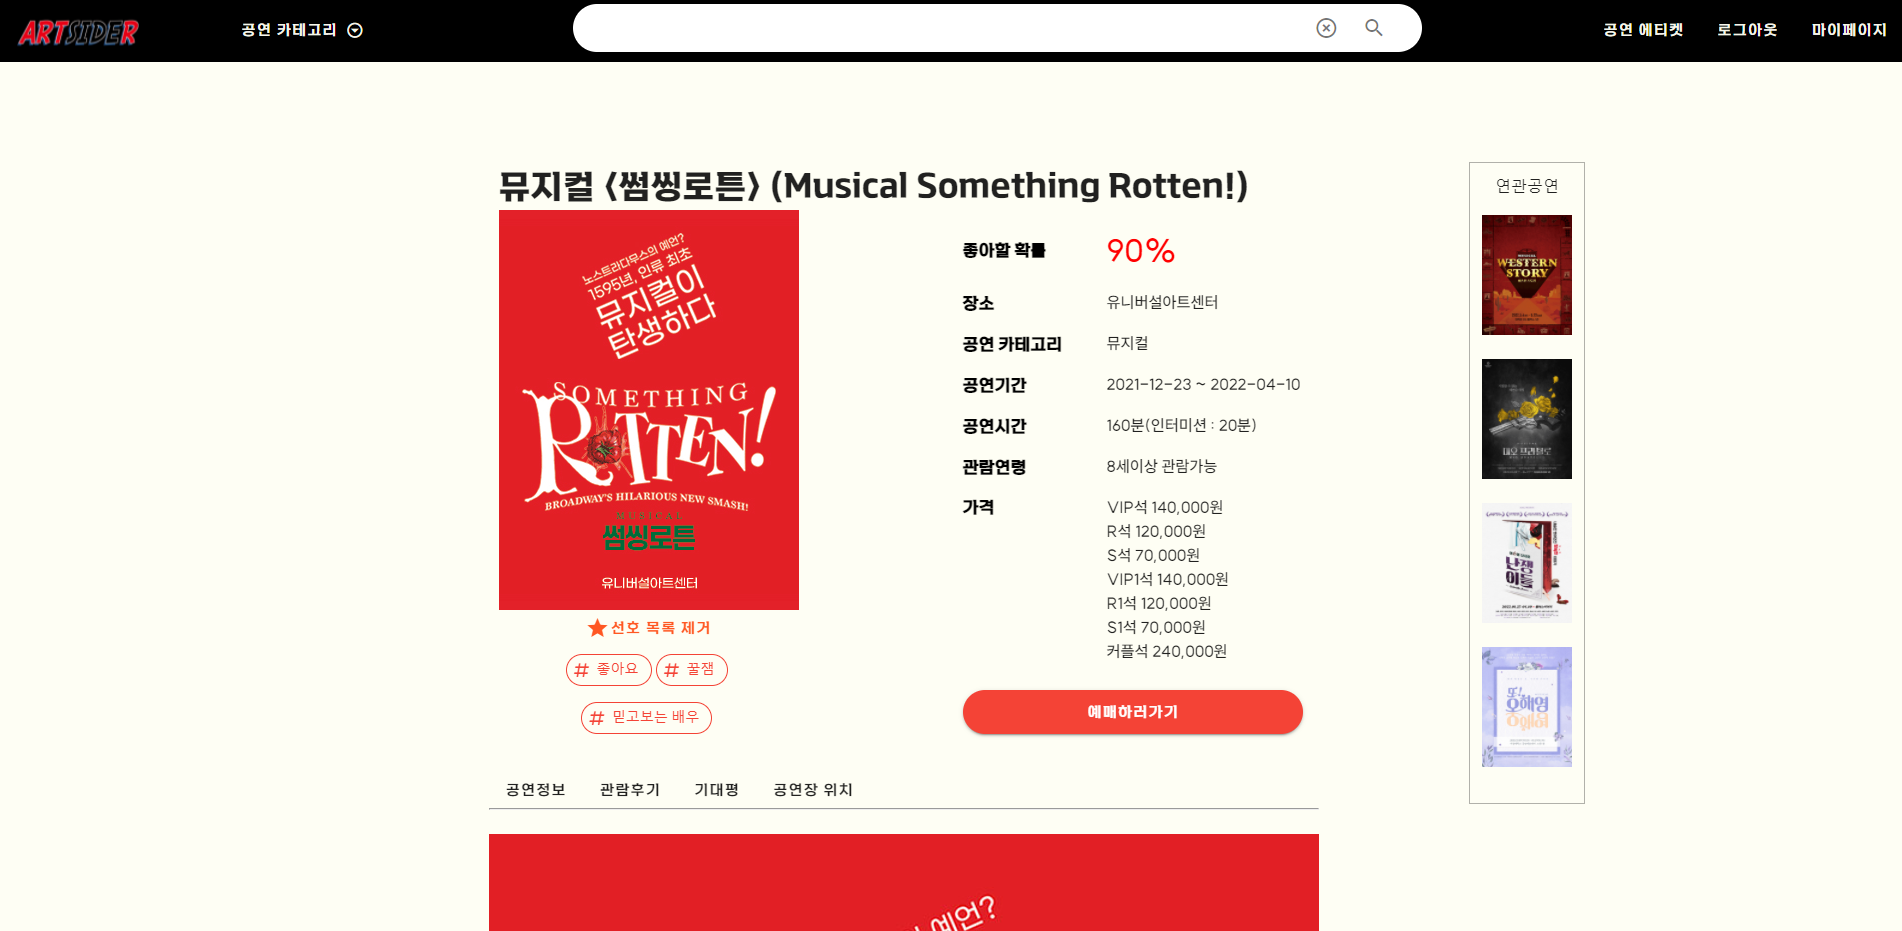 ARTSIDER
공연 카테고리
공연 에티켓
로그아웃
마이페이지
뮤지컬 〈썸씽로튼〉 (Musical Something Rotten!)
노스트라다무스의 예언?
1595년, 인류 최초
뮤지컬이
탄생하다
SOMETHING
ROTTEN!
BROADWAY'S HILARIOUS NEW SMASH!
MUSICAL
썸씽로튼
유니버설아트센터
선호 목록 제거
# 좋아요
# 꿀잼
# 믿고보는 배우
좋아할 확률 90%
장소 유니버설아트센터
공연 카테고리 뮤지컬
공연기간 2021-12-23 ~ 2022-04-10
공연시간 160분(인터미션 : 20분)
관람연령 8세이상 관람가능
가격 VIP석 140,000원
R석 120,000원
S석 70,000원
VIP1석 140,000원
R1석 120,000원
S1석 70,000원
커플석 240,000원
예매하러가기
연관공연
WESTERN
STORY
난쟁
이들
또!
오해영
공연정보
관람후기
기대평
공연장 위치
예언?